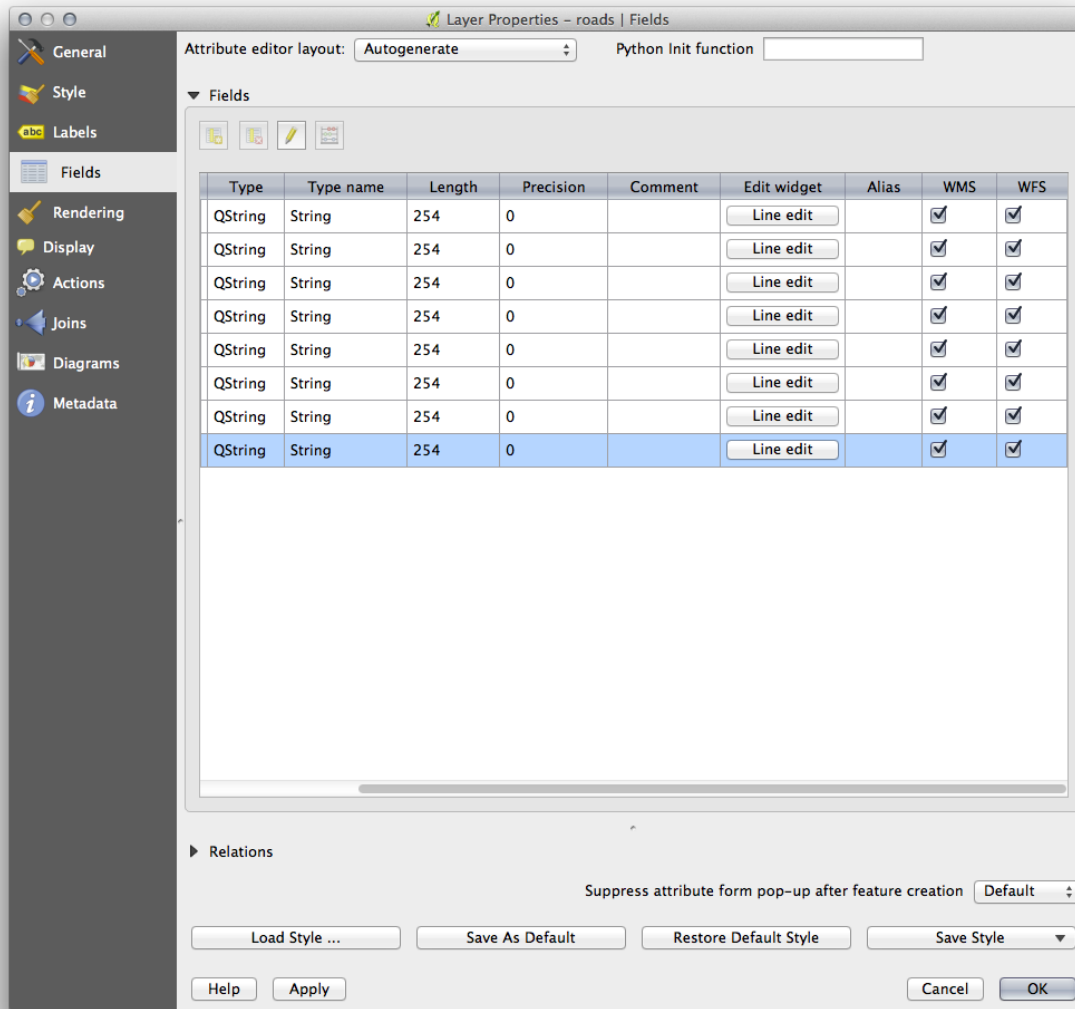 Layer Properties - roads | Fields
General
Style
abc Labels
Fields
Rendering
Display
Actions
Joins
Diagrams
i Metadata
Attribute editor layout: Autogenerate Python Init function
Fields
Type Type name Length Precision Comment Edit widget Alias WMS WFS
QString String 254 0 Line edit
QString String 254 0 Line edit
QString String 254 0 Line edit
QString String 254 0 Line edit
QString String 254 0 Line edit
QString String 254 0 Line edit
QString String 254 0 Line edit
QString String 254 0 Line edit
Relations
Suppress attribute form pop-up after feature creation Default
Load Style ... Save As Default Restore Default Style Save Style
Help Apply Cancel OK